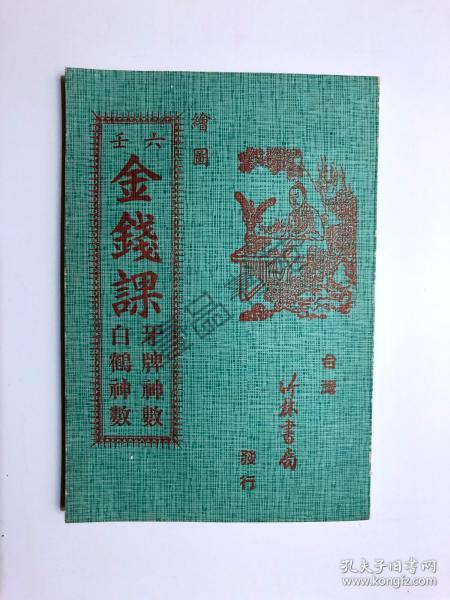 繪圖
六壬
金錢課
牙牌神數
白鶴神數
台灣
竹林書局
發行
孔夫子旧书网
www.kongfz.com